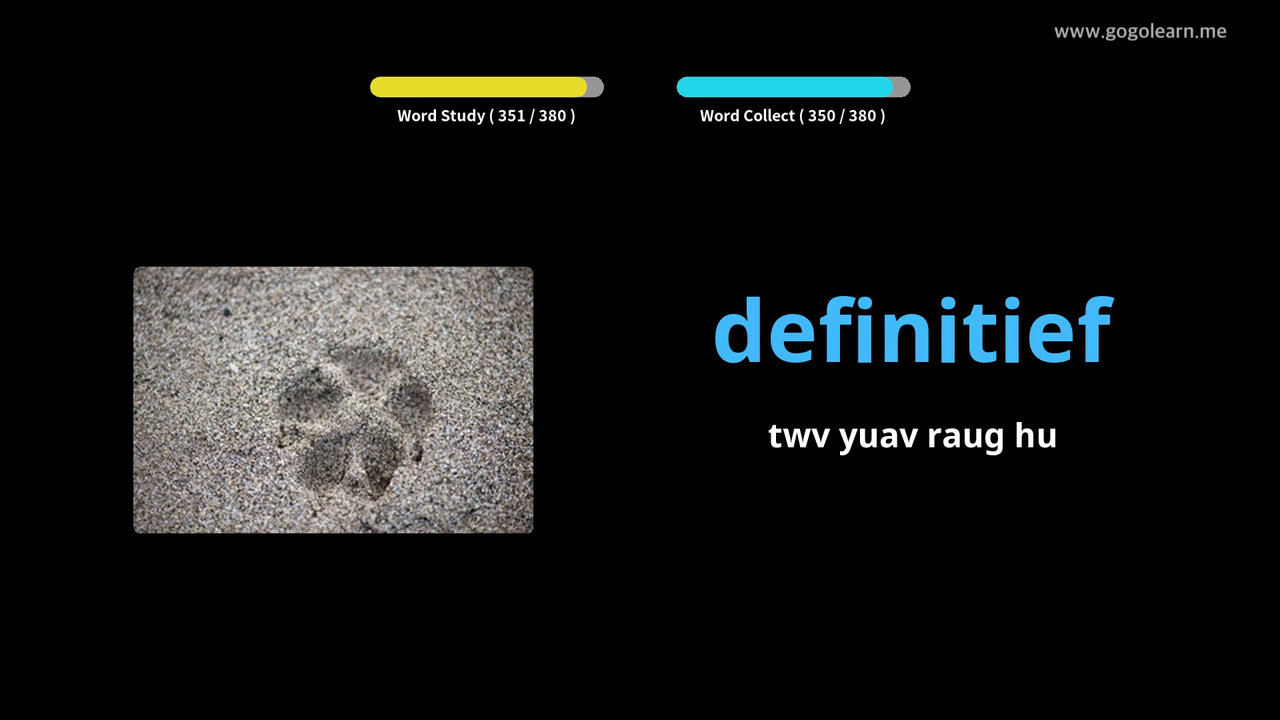 www.gogolearn.me
Word Study ( 351 / 380 )
Word Collect ( 350 / 380 )
definitief
twv yuav raug hu